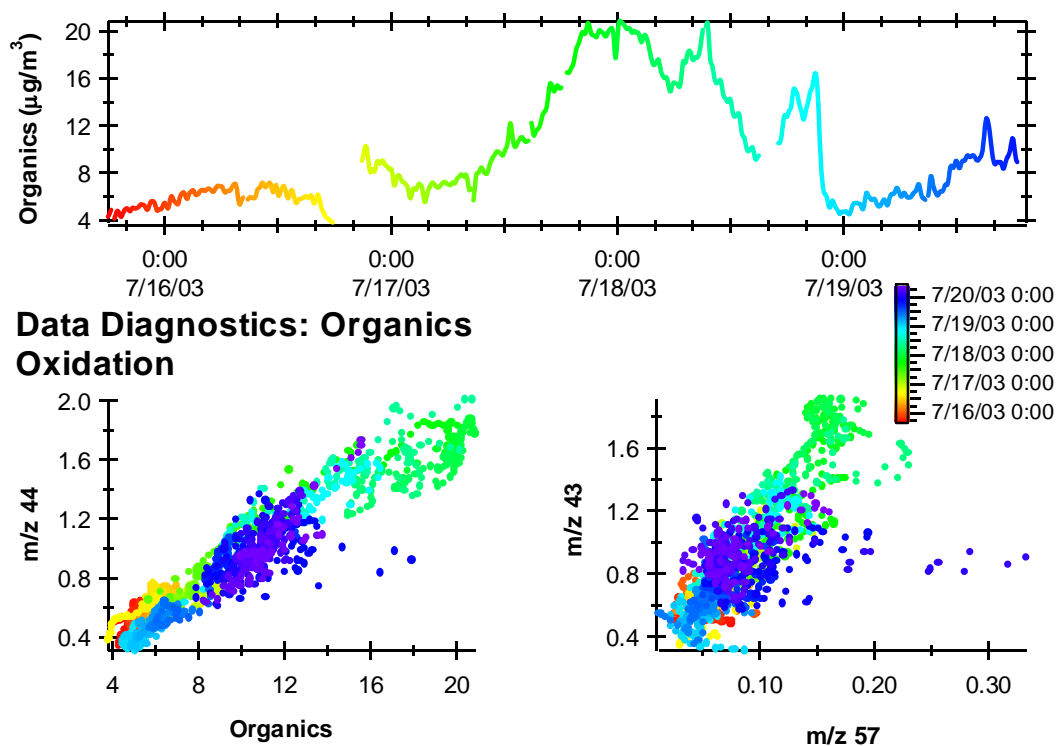 20
16
12
8
4
Organics (µg/m³)
0:00 0:00 0:00 0:00
7/16/03 7/17/03 7/18/03 7/19/03
7/20/03 0:00
7/19/03 0:00
7/18/03 0:00
7/17/03 0:00
7/16/03 0:00
Data Diagnostics: Organics
Oxidation
2.0
1.6
1.2
0.8
0.4
m/z 44
4 8 12 16 20
Organics
1.6
1.2
0.8
0.4
m/z 43
0.10 0.20 0.30
m/z 57